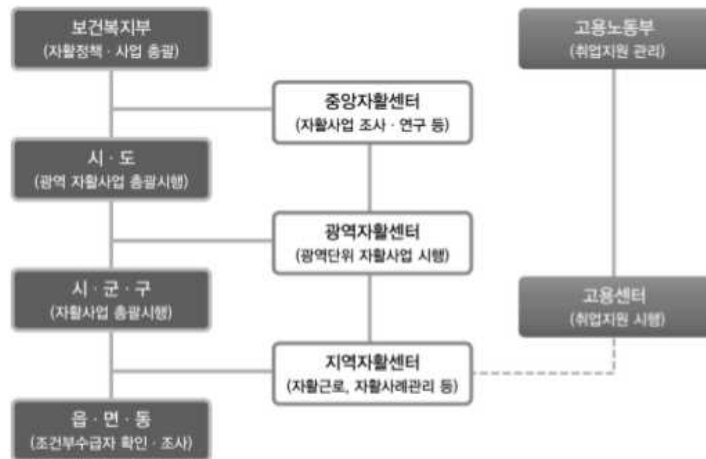 보건복지부
(자활정책 · 사업 총괄)
고용노동부
(취업지원 관리)
중앙자활센터
(자활사업 조사 · 연구 등)
시 · 도
(광역 자활사업 총괄시행)
광역자활센터
(광역단위 자활사업 시행)
시 · 군 · 구
(자활사업 총괄시행)
고용센터
(취업지원 시행)
지역자활센터
(자활근로, 자활사례관리 등)
읍 · 면 · 동
(조건부수급자 확인 · 조사)